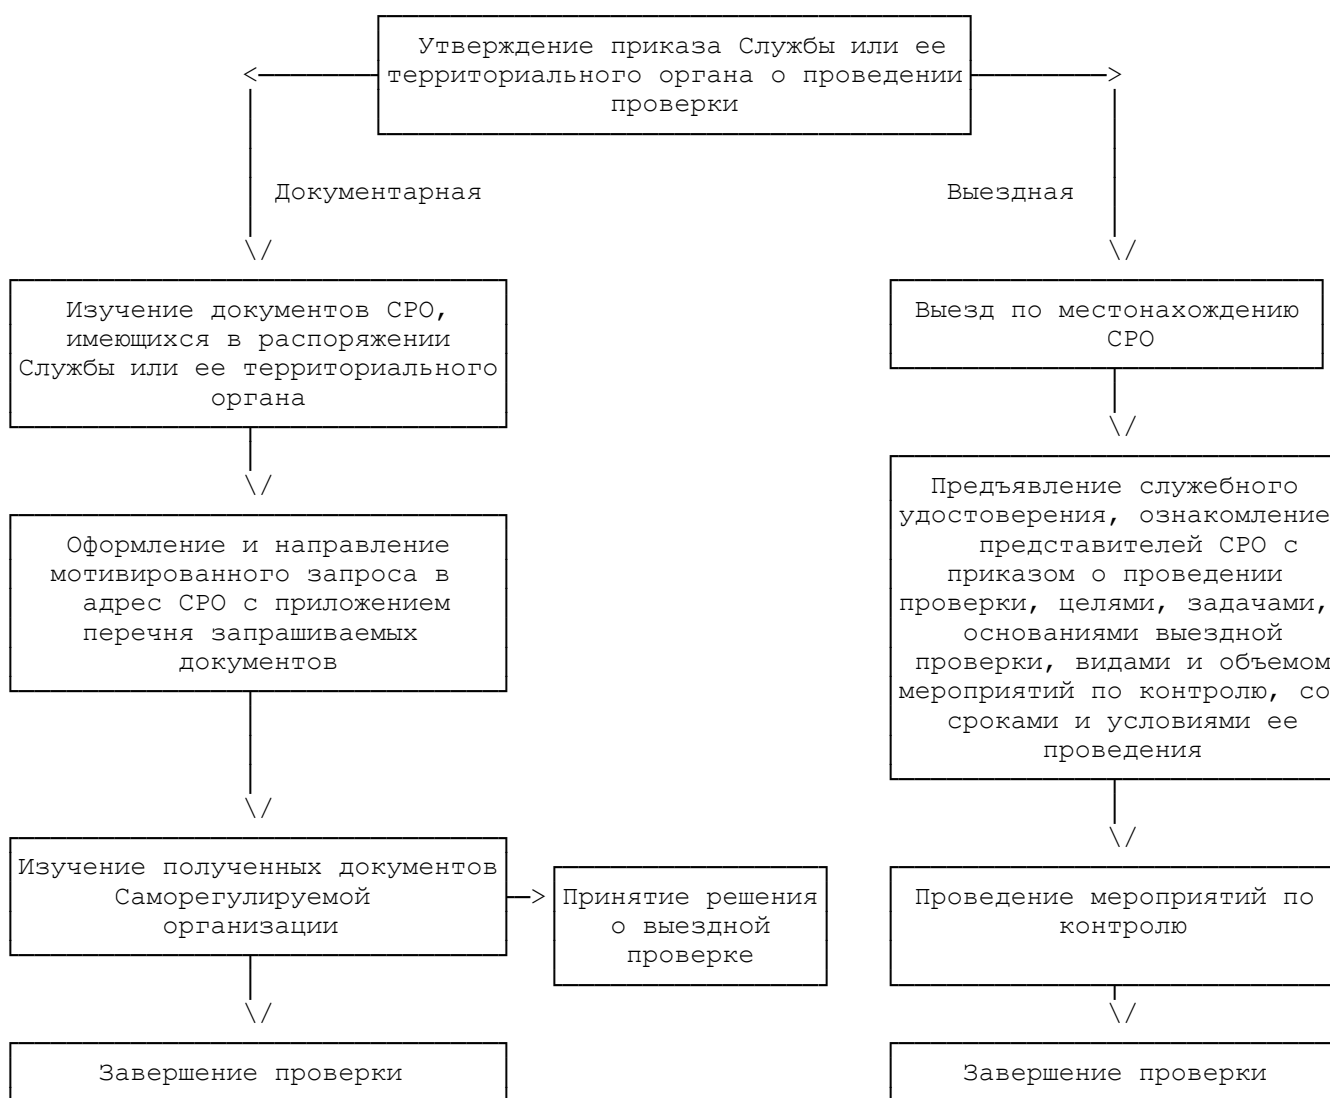 Утверждение приказа Службы или ее
территориального органа о проведении
проверки
Документарная
Выездная
Изучение документов СРО,
имеющихся в распоряжении
Службы или ее территориального
органа
Выезд по местонахождению
СРО
Оформление и направление
мотивированного запроса в
адрес СРО с приложением
перечня запрашиваемых
документов
Предъявление служебного
удостоверения, ознакомление
представителей СРО с
приказом о проведении
проверки, целями, задачами,
основаниями выездной
проверки, видами и объемом
мероприятий по контролю, со
сроками и условиями ее
проведения
Изучение полученных документов
Саморегулируемой
организации
Принятие решения
о выездной
проверке
Проведение мероприятий по
контролю
Завершение проверки
Завершение проверки